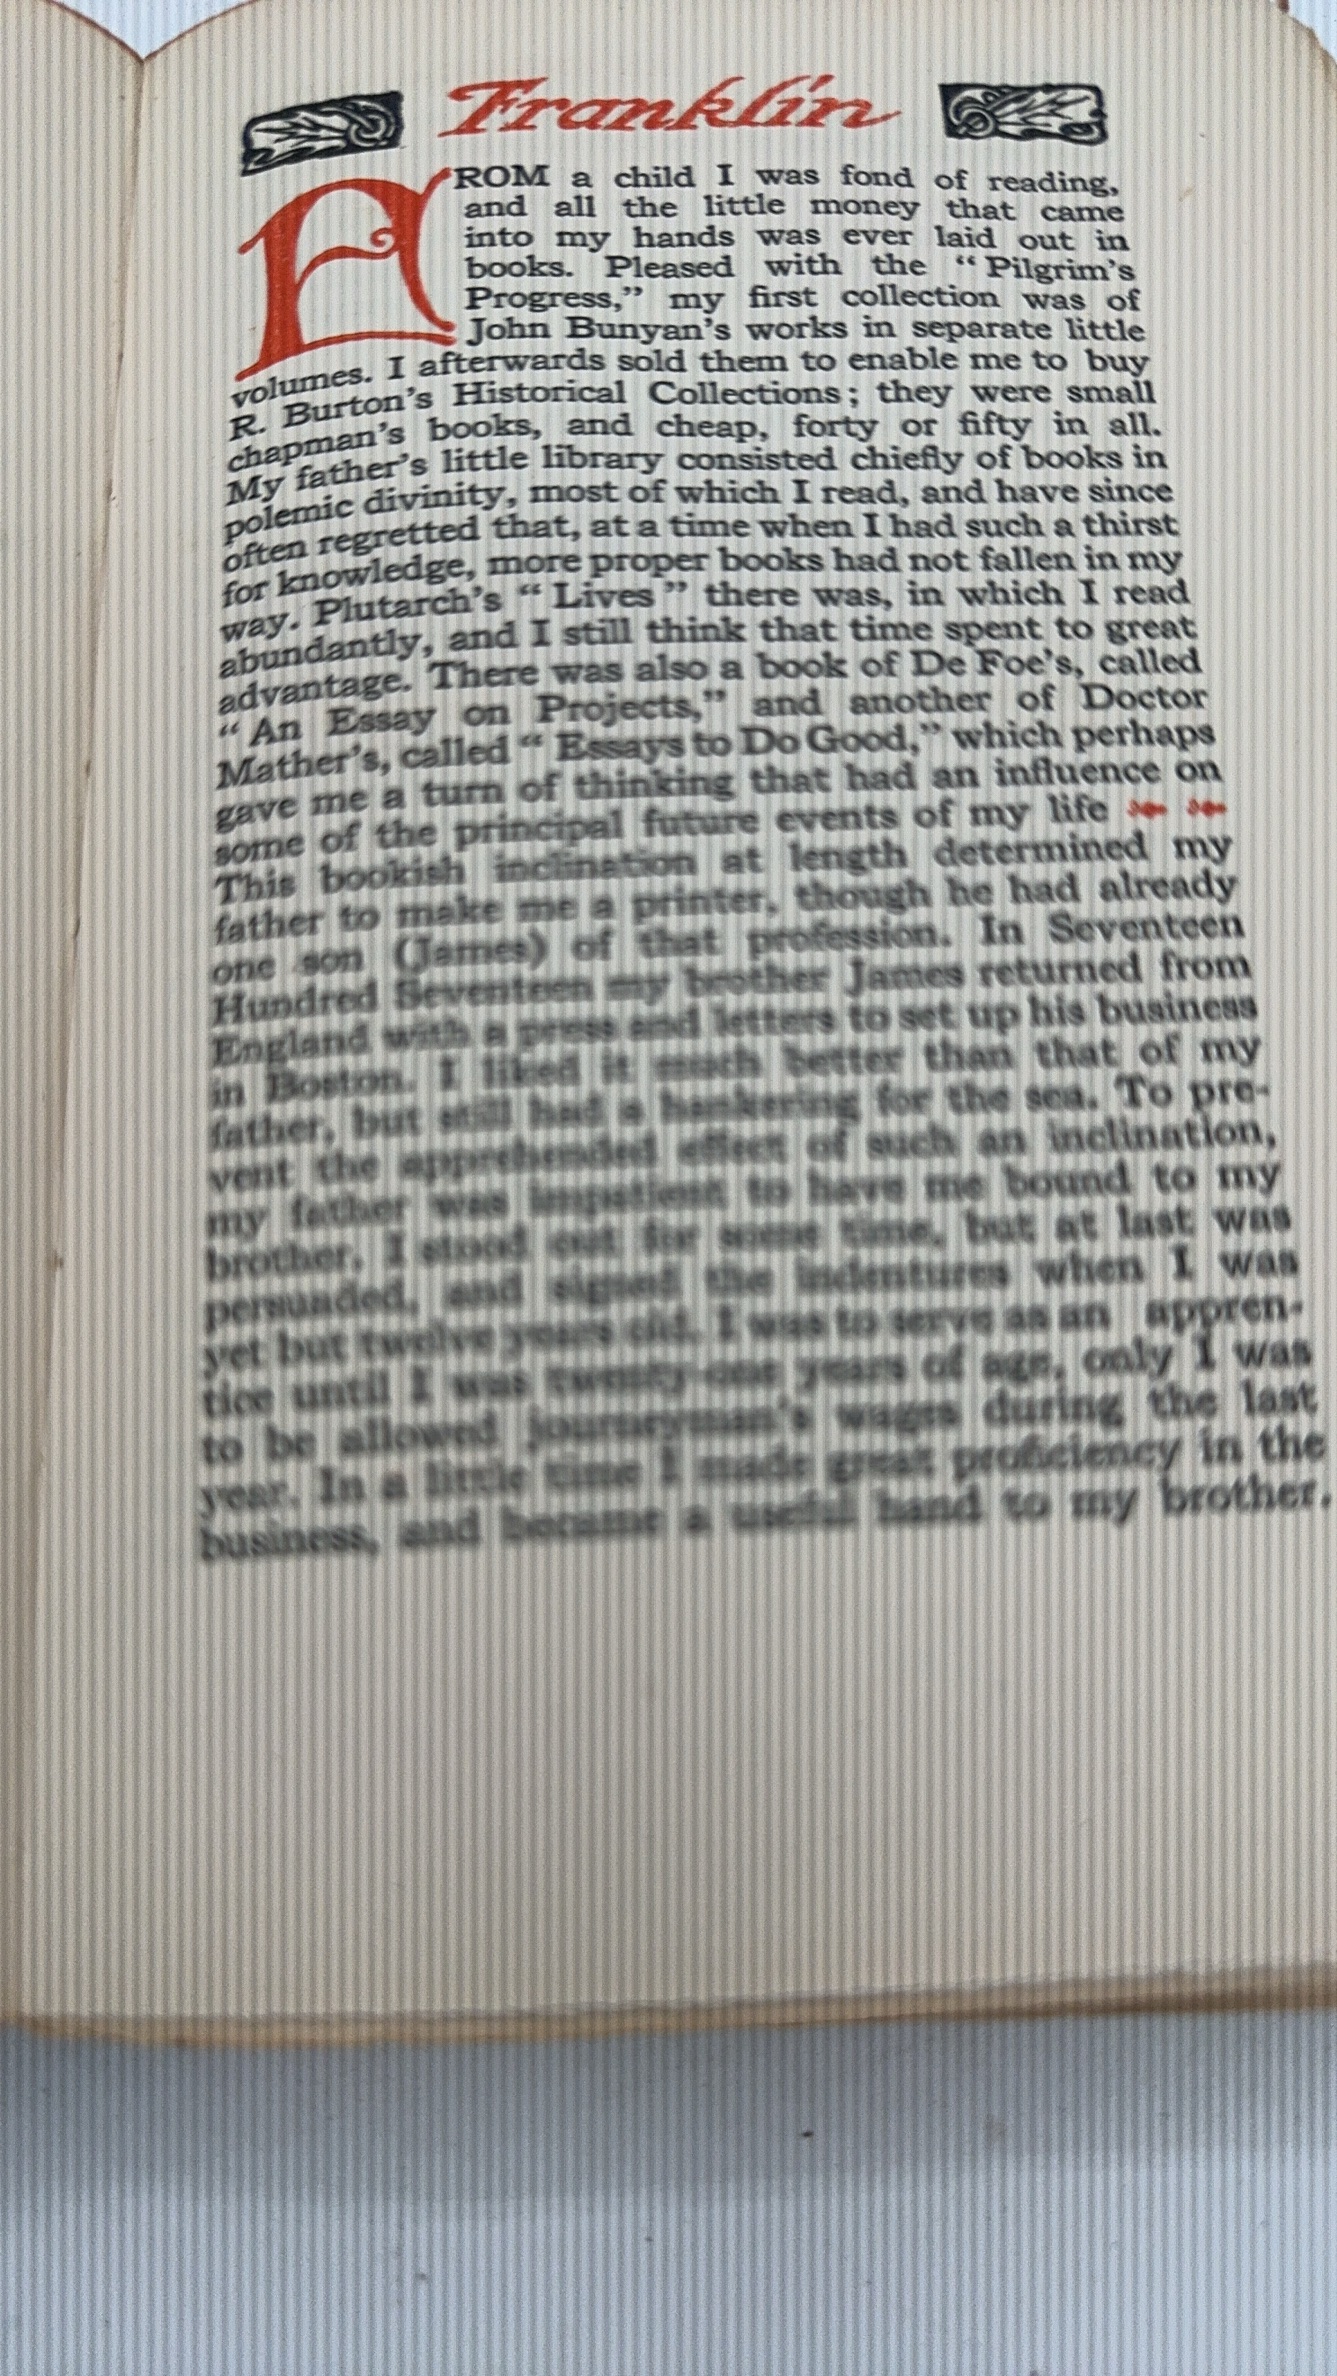 Franklin
FROM a child I was fond of reading,
and all the little money that came
into my hands was ever laid out in
books. Pleased with the “Pilgrim’s
Progress,” my first collection was of
John Bunyan’s works in separate little
volumes. I afterwards sold them to enable me to buy
R. Burton’s Historical Collections; they were small
chapman’s books, and cheap, forty or fifty in all.
My father’s little library consisted chiefly of books in
polemic divinity, most of which I read, and have since
often regretted that, at a time when I had such a thirst
for knowledge, more proper books had not fallen in my
way. Plutarch’s “Lives” there was, in which I read
abundantly, and I still think that time spent to great
advantage. There was also a book of De Foe’s, called
“An Essay on Projects,” and another of Doctor
Mather’s, called “Essays to Do Good,” which perhaps
gave me a turn of thinking that had an influence on
some of the principal future events of my life
This bookish inclination at length determined my
father to make me a printer, though he had already
one son (James) of that profession. In Seventeen
Hundred Seventeen my brother James returned from
England with a press and letters to set up his business
in Boston. I liked it much better than that of my
father, but still had a hankering for the sea. To pre-
vent the apprehended effect of such an inclination,
my father was impatient to have me bound to my
brother. I stood out for some time, but at last was
persuaded, and signed the indentures when I was
yet but twelve years old. I was to serve as an appren-
tice until I was twenty-one years of age, only I was
to be allowed journeyman’s wages during the last
year. In a little time I made great proficiency in the
business, and became a useful hand to my brother.